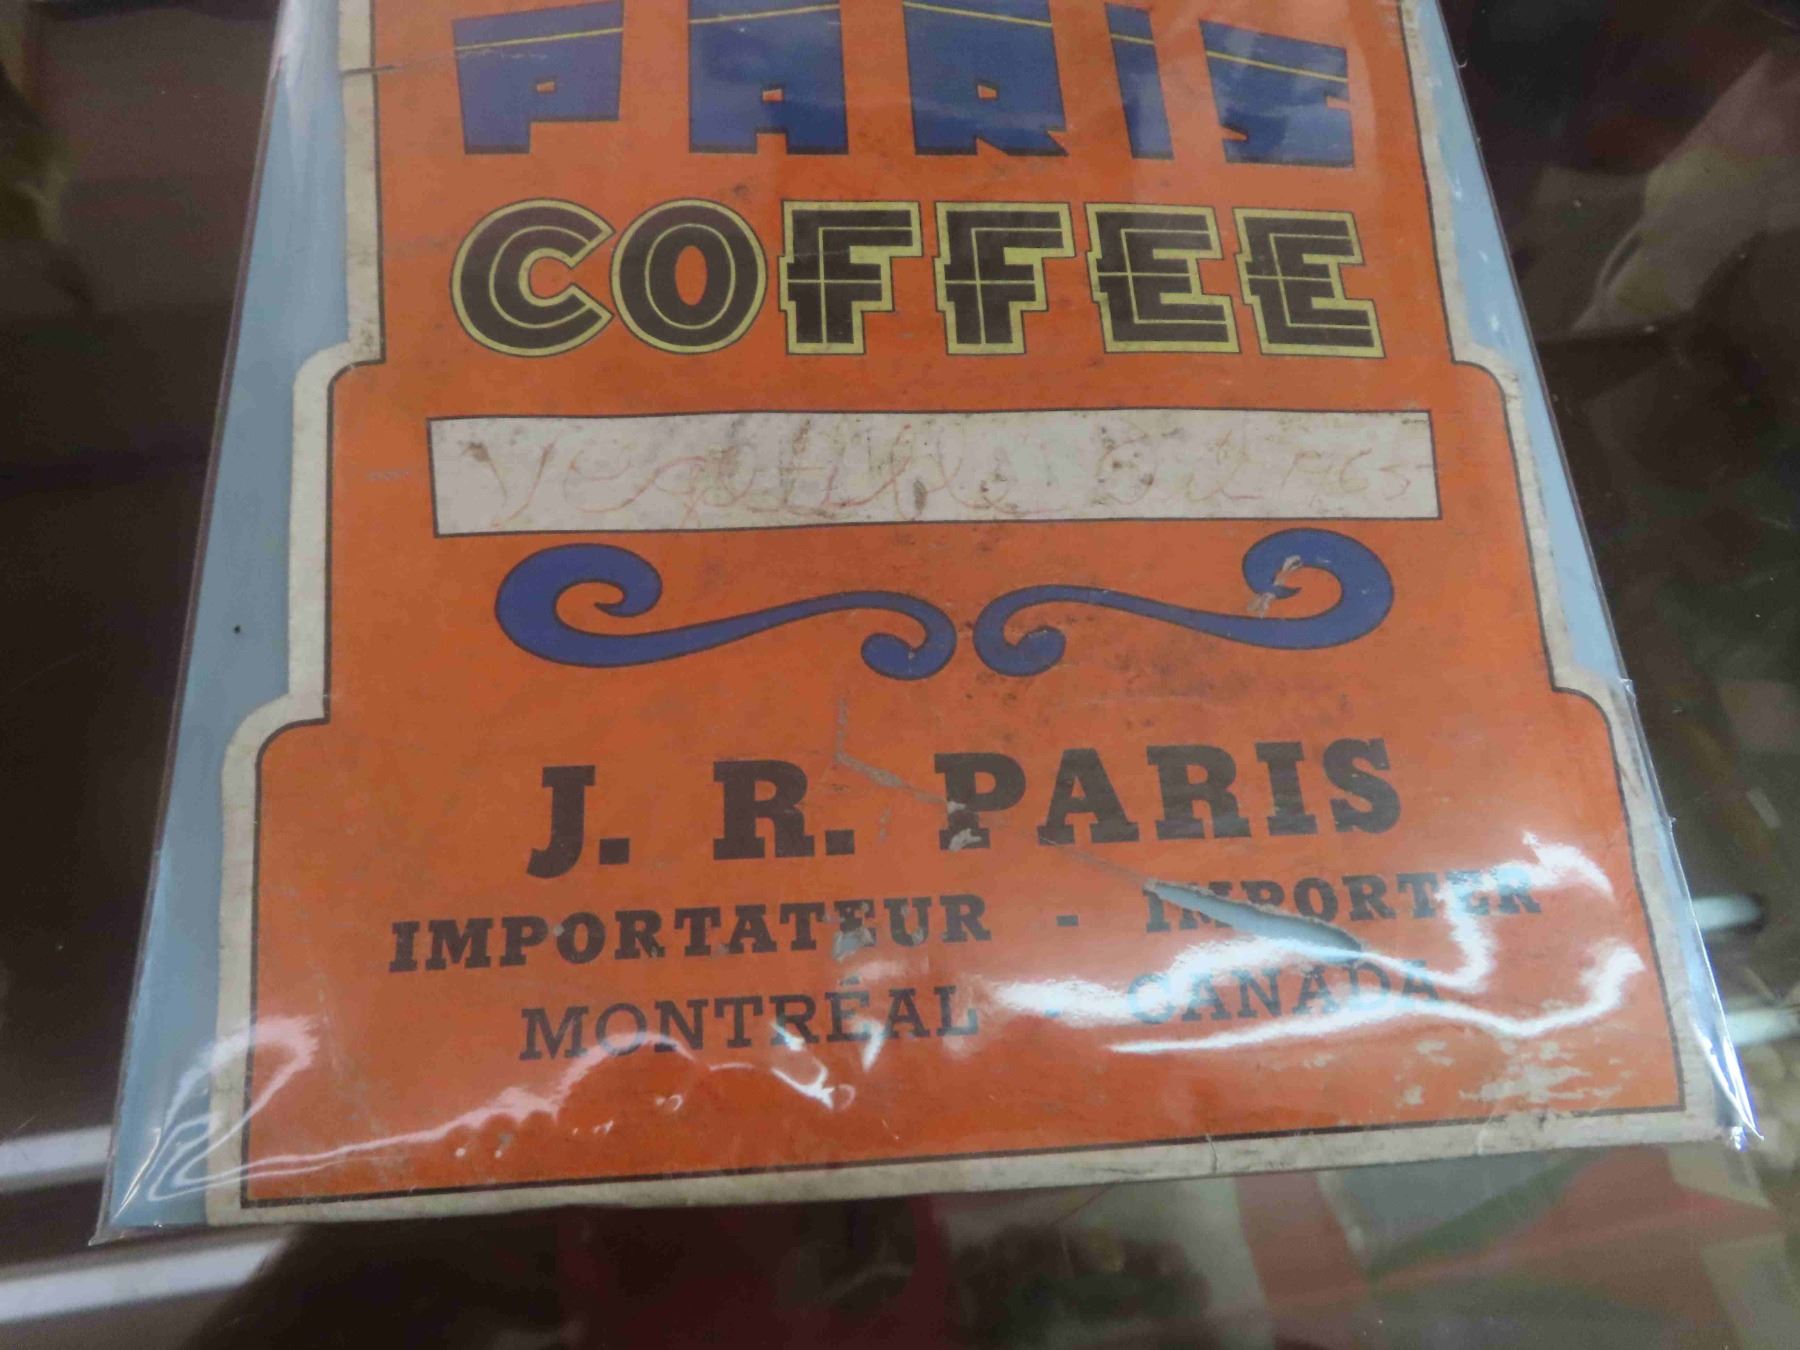 PARIS
COFFEE
J. R. PARIS
IMPORTATEUR - IMPORTER
MONTRÉAL - CANADA